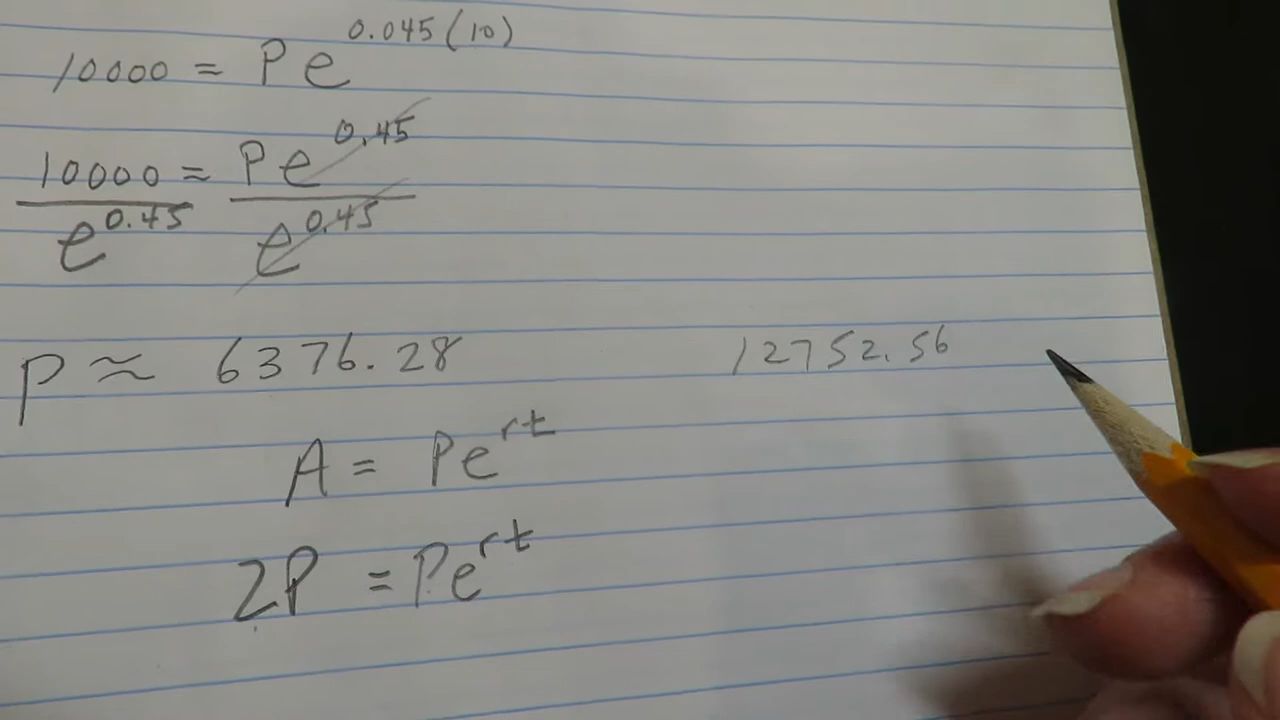 10000 = Pe^0.045(10)
10000/e^0.45 = Pe^0.45/e^0.45
P ≈ 6376.28 12752.56
A = Pe^rt
2P = Pe^rt